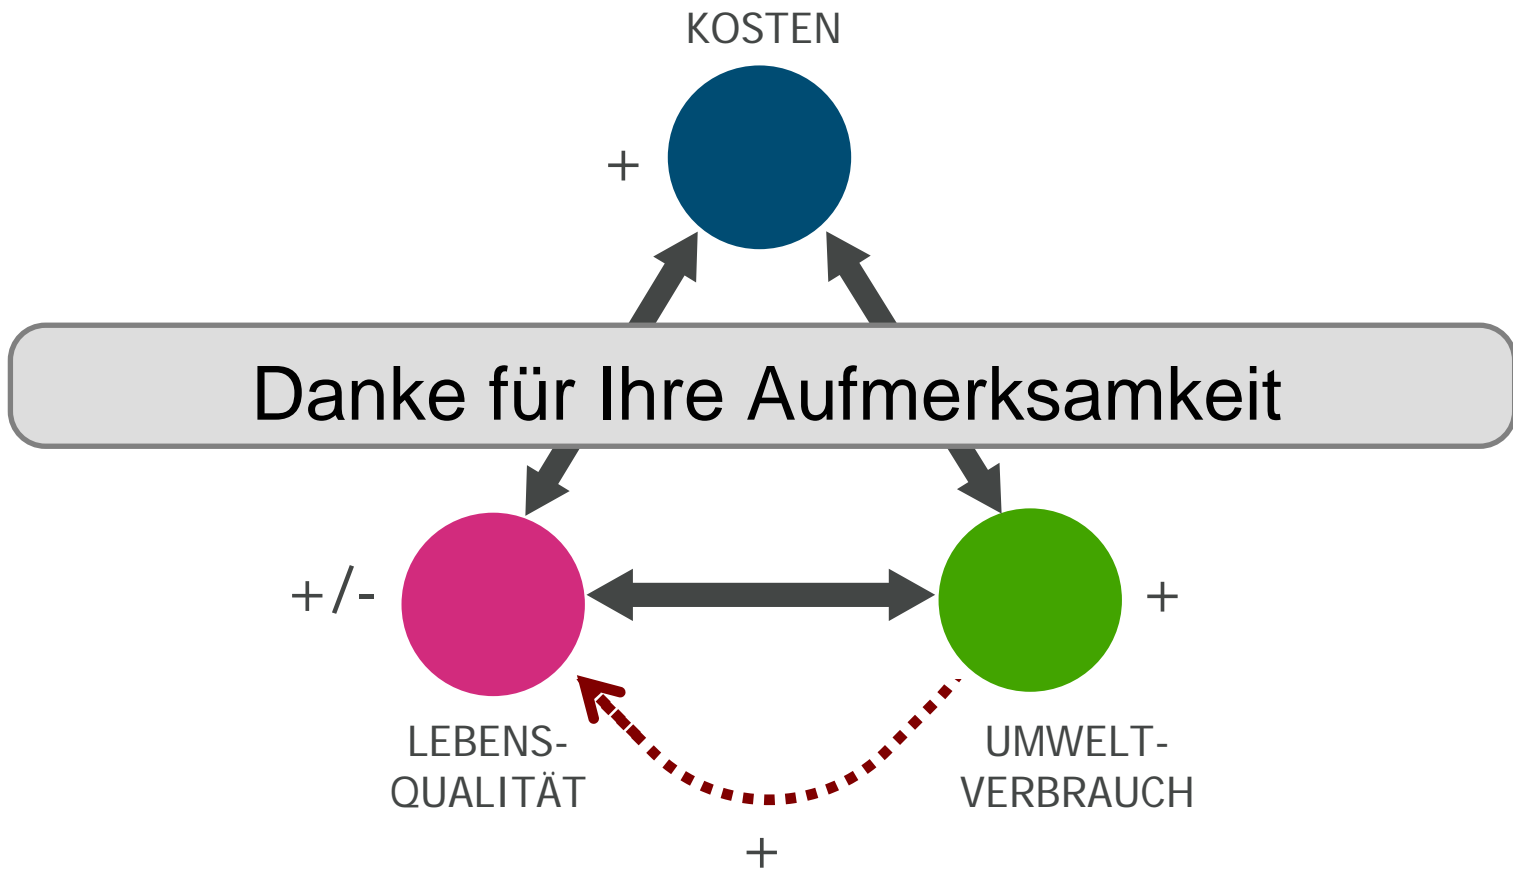 KOSTEN
+
Danke für Ihre Aufmerksamkeit
+/-
+
LEBENS-
QUALITÄT
UMWELT-
VERBRAUCH
+